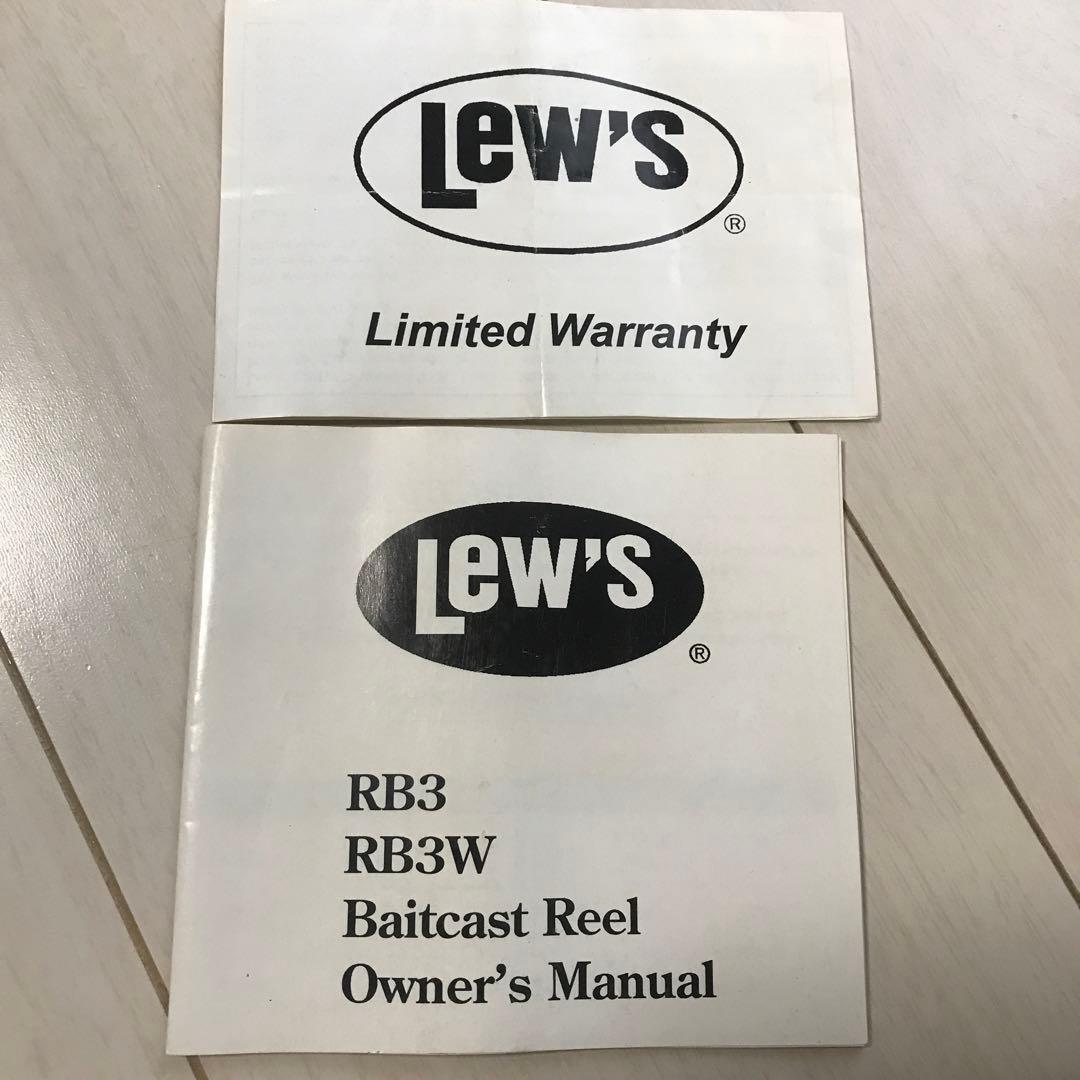 Lew's
®
Limited Warranty
Lew's
®
RB3
RB3W
Baitcast Reel
Owner's Manual